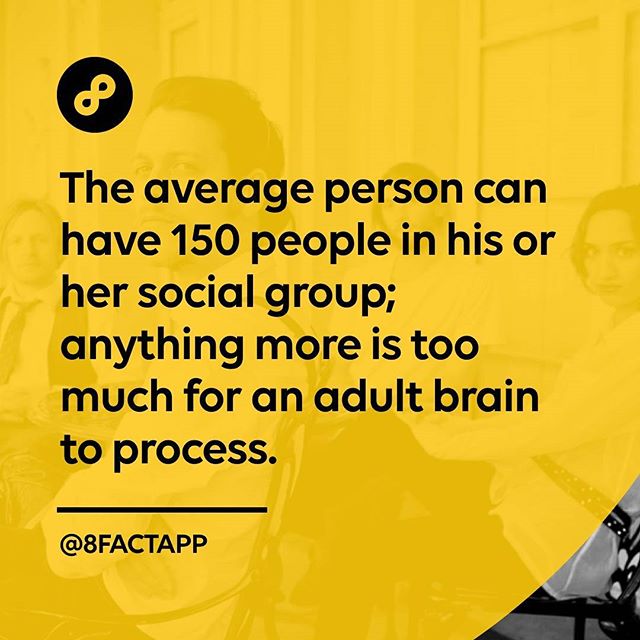 The average person can
have 150 people in his or
her social group;
anything more is too
much for an adult brain
to process.
@8FACTAPP